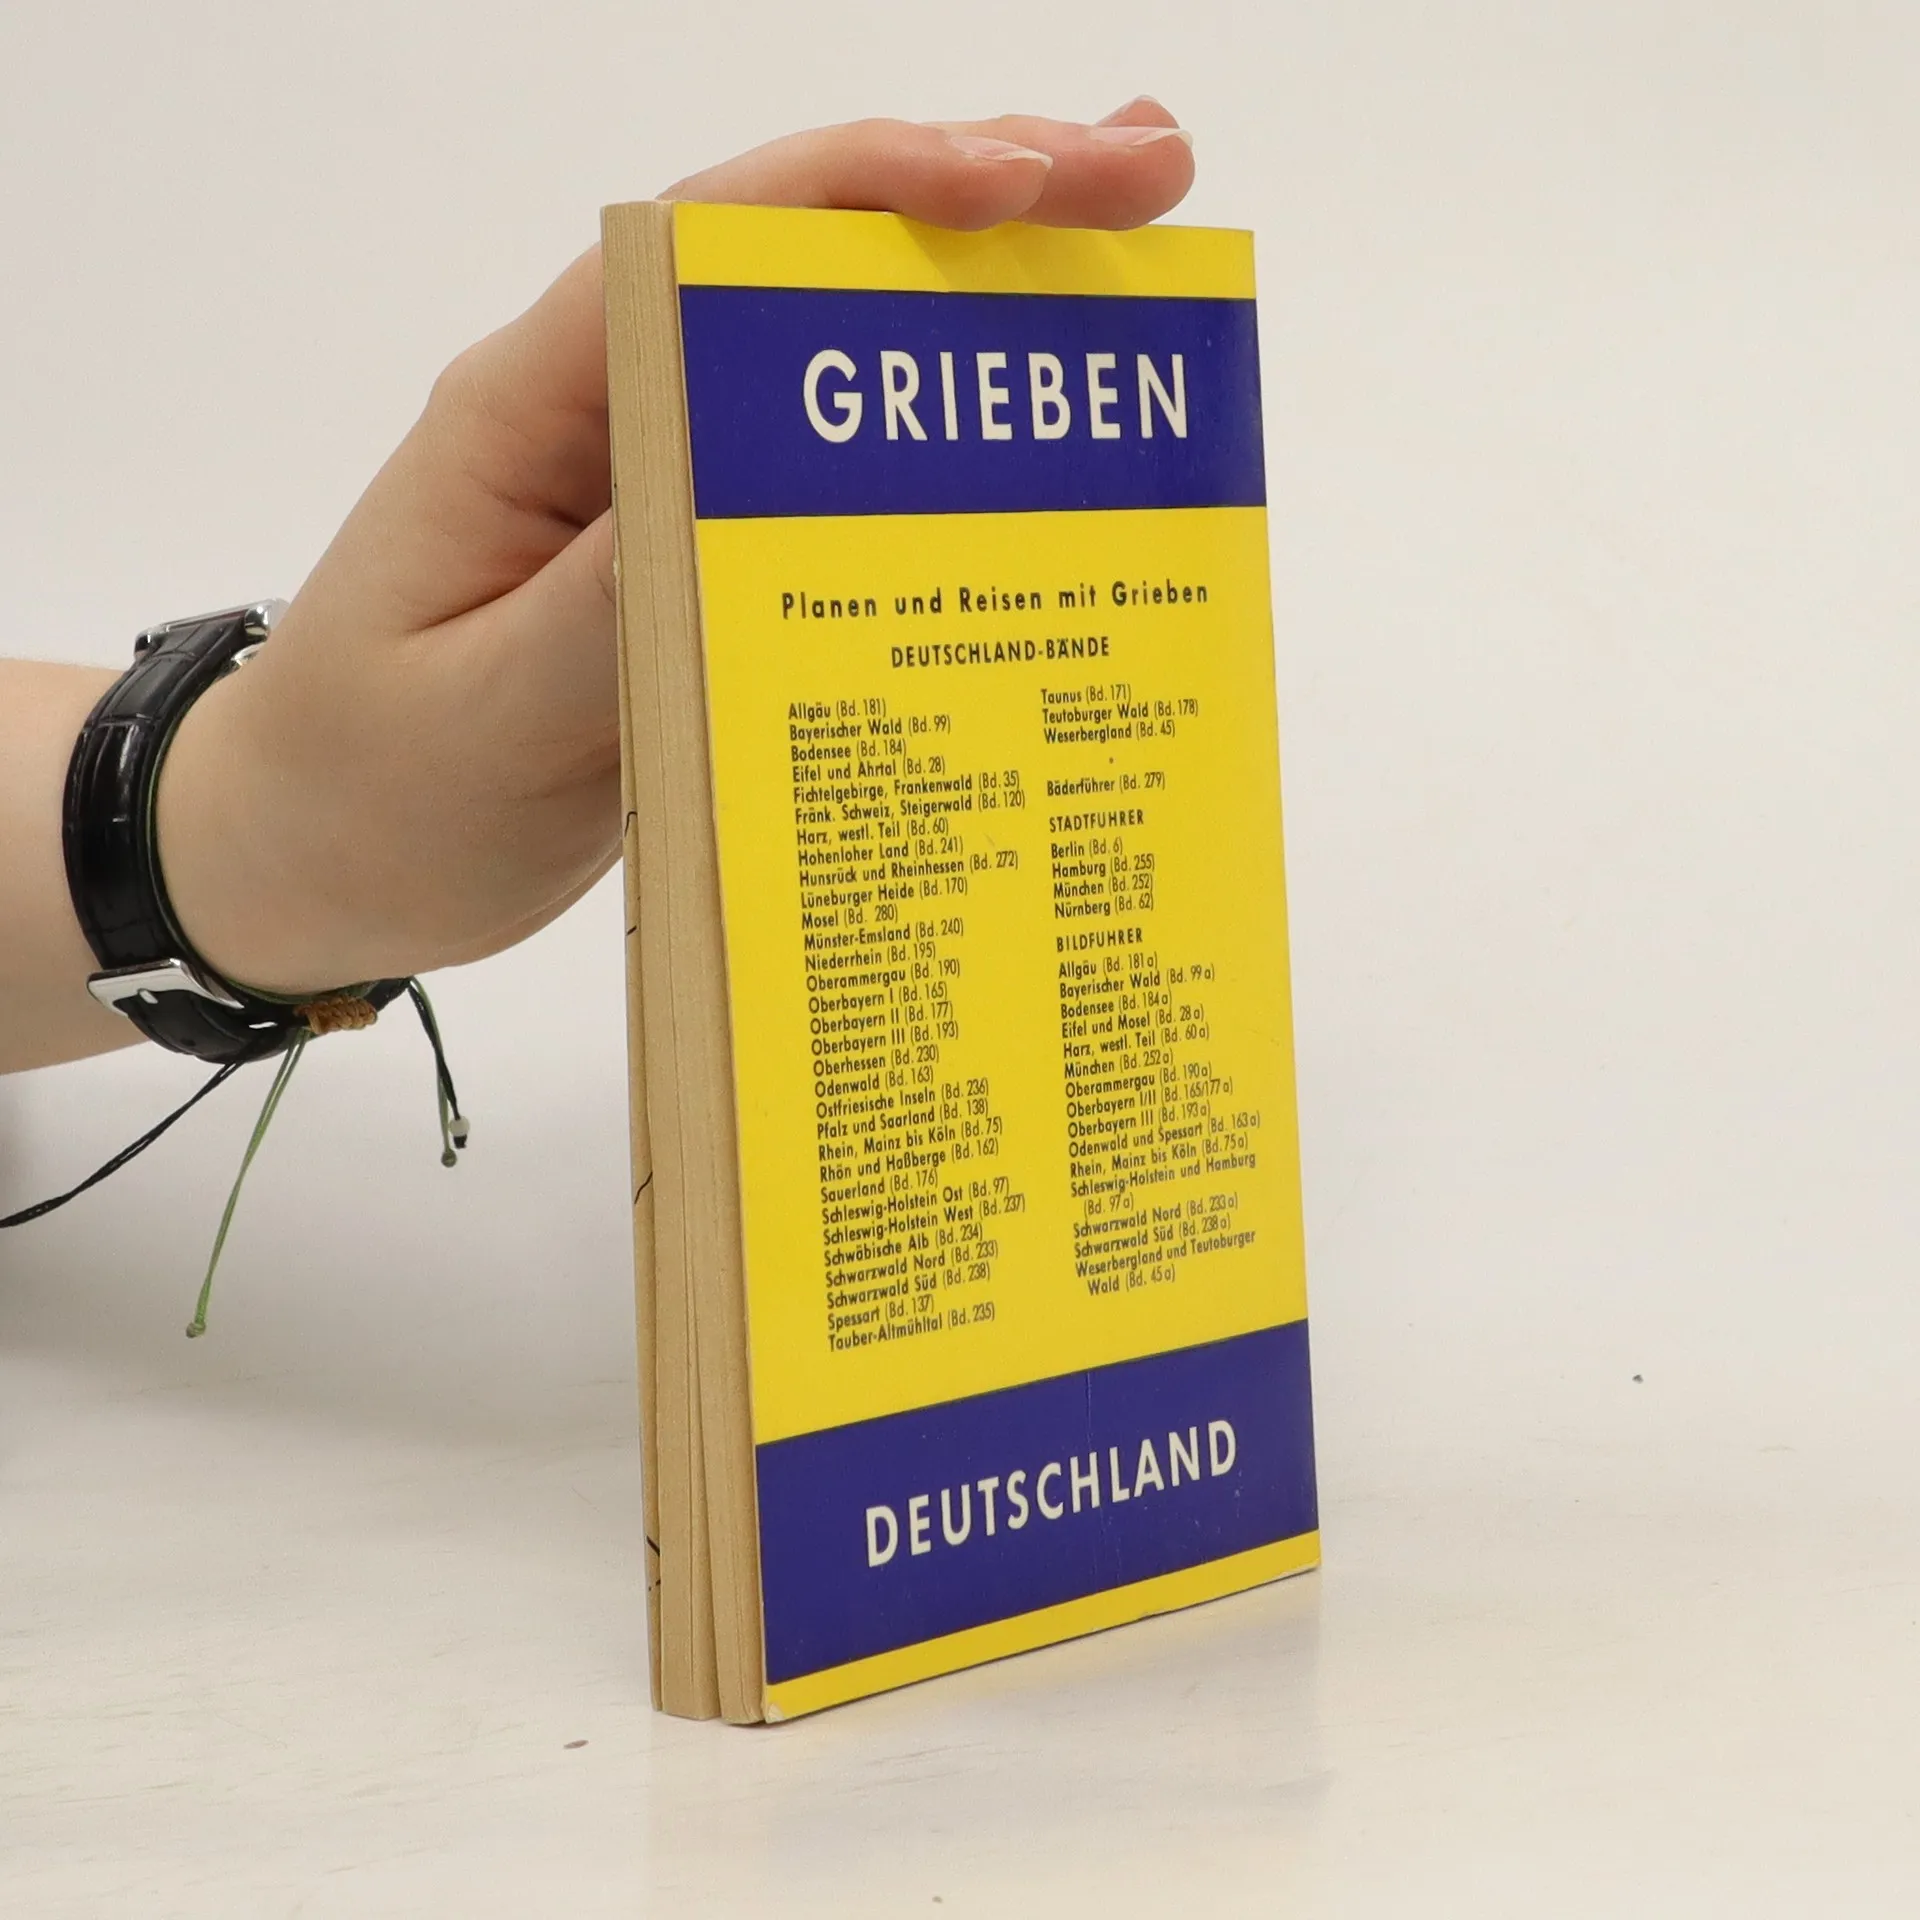 GRIEBEN
Planen und Reisen mit Grieben
DEUTSCHLAND-BÄNDE
Allgäu (Bd. 181)
Bayerischer Wald (Bd. 99)
Bodensee (Bd. 184)
Eifel und Ahrtal (Bd. 28)
Fichtelgebirge, Frankenwald (Bd. 35)
Fränk. Schweiz, Steigerwald (Bd. 120)
Harz, westl. Teil (Bd. 60)
Hohenloher Land (Bd. 241)
Hunsrück und Rheinhessen (Bd. 272)
Lüneburger Heide (Bd. 170)
Mosel (Bd. 280)
Münster-Emsland (Bd. 240)
Niederrhein (Bd. 195)
Oberammergau (Bd. 190)
Oberbayern I (Bd. 165)
Oberbayern II (Bd. 177)
Oberbayern III (Bd. 193)
Oberhessen (Bd. 230)
Odenwald (Bd. 163)
Ostfriesische Inseln (Bd. 236)
Pfalz und Saarland (Bd. 138)
Rhein, Mainz bis Köln (Bd. 75)
Rhön und Haßberge (Bd. 162)
Sauerland (Bd. 176)
Schleswig-Holstein Ost (Bd. 97)
Schleswig-Holstein West (Bd. 237)
Schwäbische Alb (Bd. 234)
Schwarzwald Nord (Bd. 233)
Schwarzwald Süd (Bd. 238)
Spessart (Bd. 137)
Tauber-Altmühltal (Bd. 235)
Taunus (Bd. 171)
Teutoburger Wald (Bd. 178)
Weserbergland (Bd. 45)
Bäderführer (Bd. 279)
STADTFUHRER
Berlin (Bd. 6)
Hamburg (Bd. 255)
München (Bd. 252)
Nürnberg (Bd. 62)
BILDFUHRER
Allgäu (Bd. 181 a)
Bayerischer Wald (Bd. 99 a)
Bodensee (Bd. 184 a)
Eifel und Mosel (Bd. 28 a)
Harz, westl. Teil (Bd. 60 a)
München (Bd. 252 a)
Oberammergau (Bd. 190 a)
Oberbayern I/II (Bd. 165/177 a)
Oberbayern III (Bd. 193 a)
Odenwald und Spessart (Bd. 163 a)
Rhein, Mainz bis Köln (Bd. 75 a)
Schleswig-Holstein und Hamburg
(Bd. 97 a)
Schwarzwald Nord (Bd. 233 a)
Schwarzwald Süd (Bd. 238 a)
Weserbergland und Teutoburger
Wald (Bd. 45 a)
DEUTSCHLAND